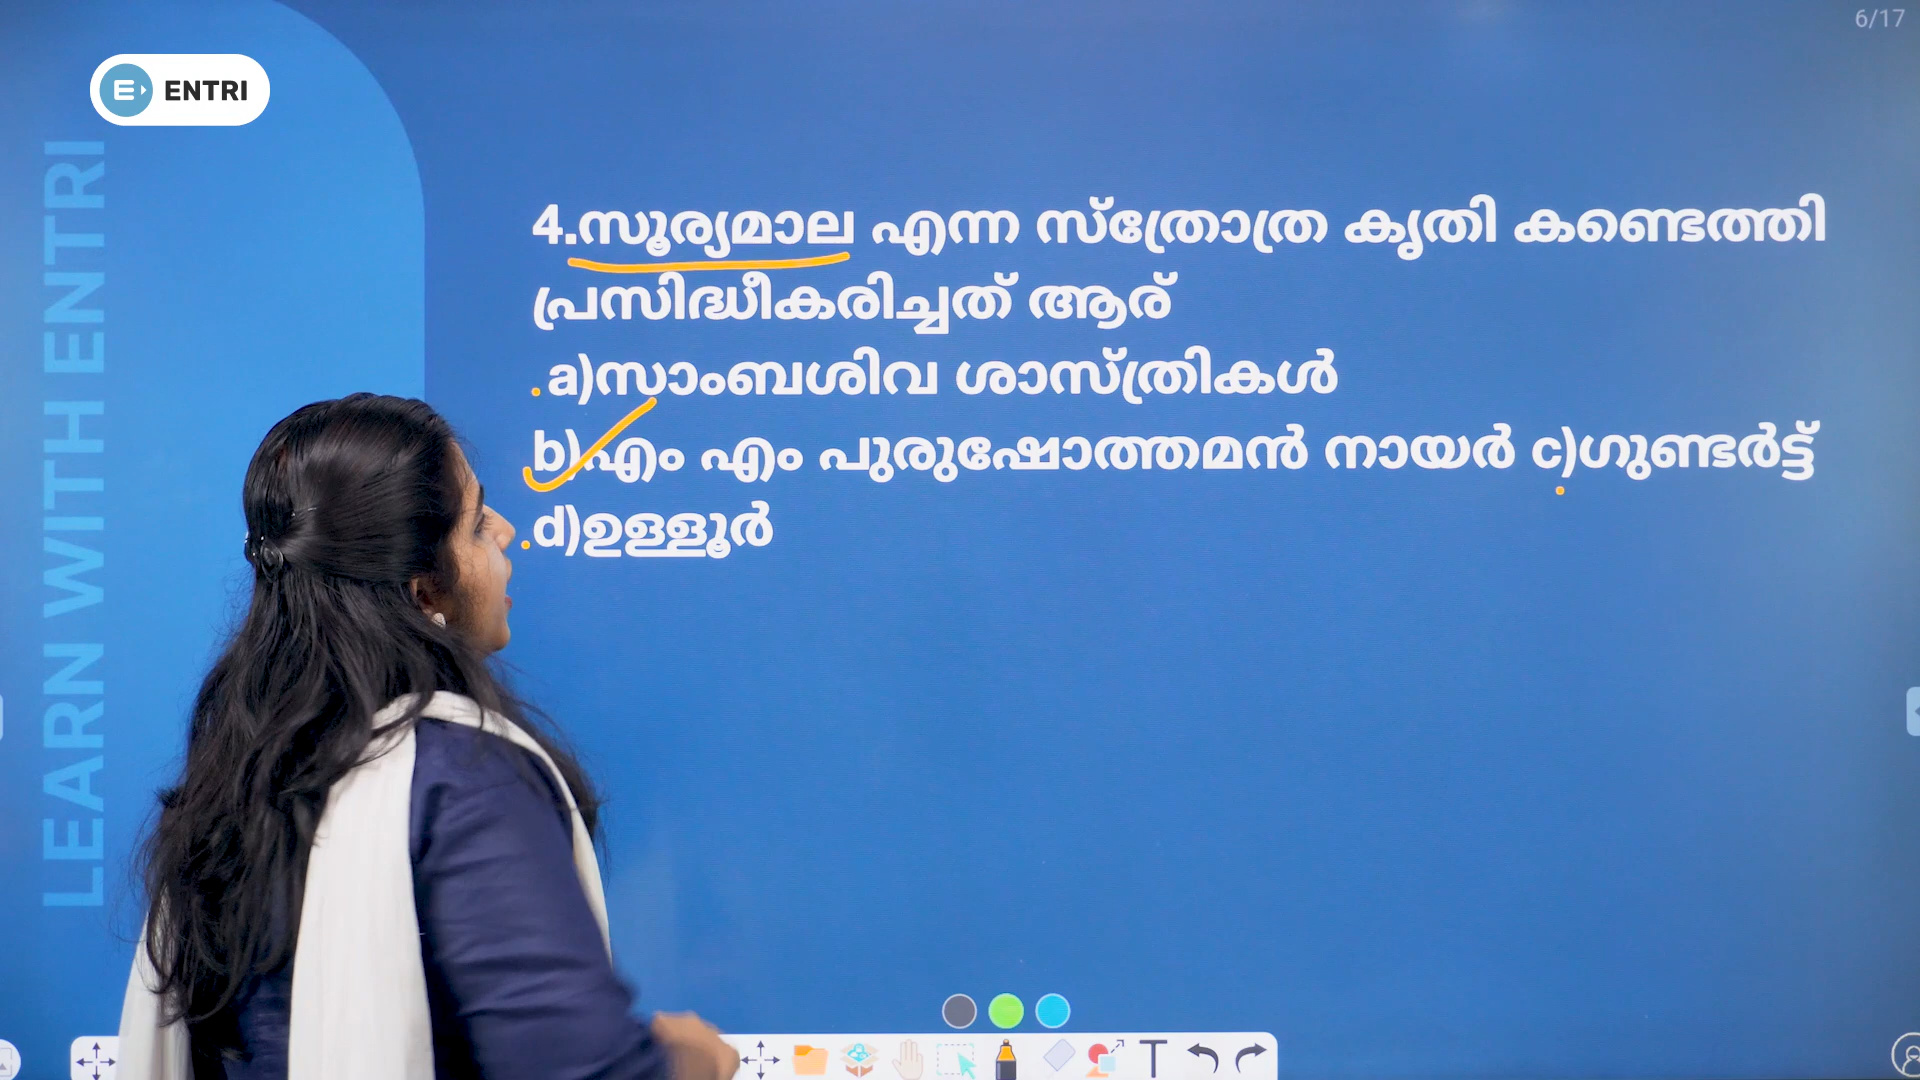 6/17
ENTRI
LEARN WITH ENTRI
4.സൂര്യമാല എന്ന സ്ത്രോത്ര കൃതി കണ്ടെത്തി
പ്രസിദ്ധീകരിച്ചത് ആര്
a)സാംബശിവ ശാസ്ത്രികൾ
b)എം എം പുരുഷോത്തമൻ നായർ c)ഗുണ്ടർട്ട്
d)ഉള്ളൂർ